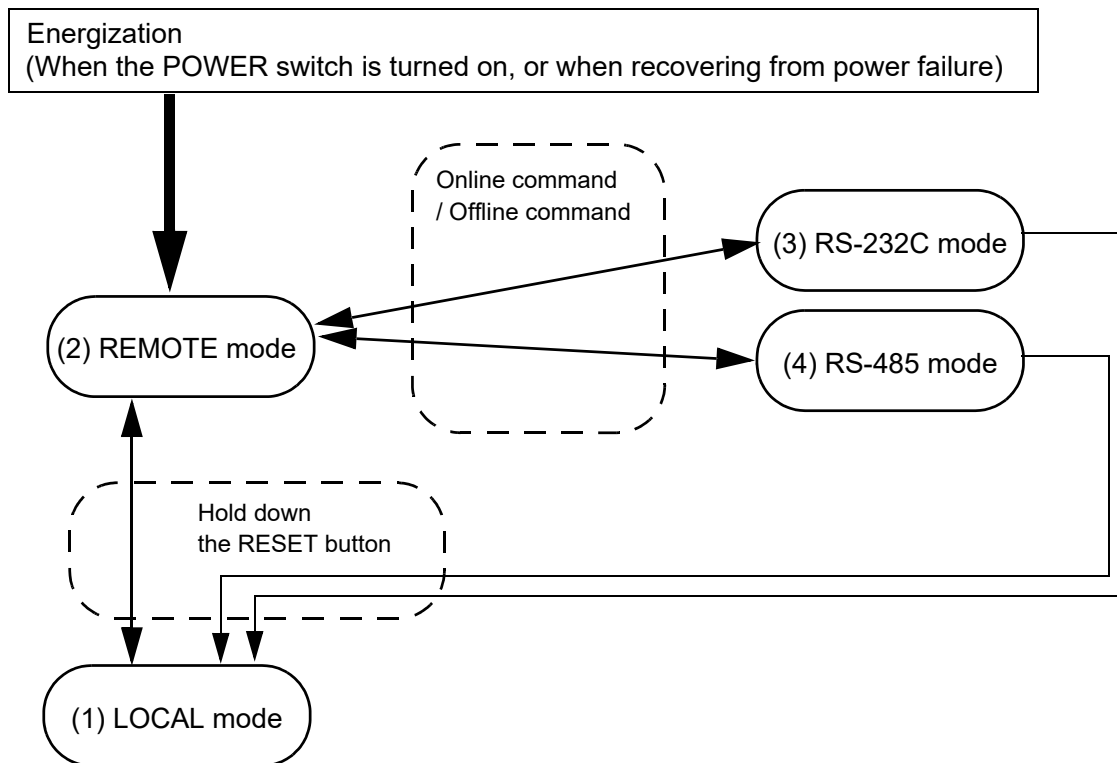 Energization
(When the POWER switch is turned on, or when recovering from power failure)
Online command
/ Offline command
(3) RS-232C mode
(2) REMOTE mode
(4) RS-485 mode
Hold down
the RESET button
(1) LOCAL mode